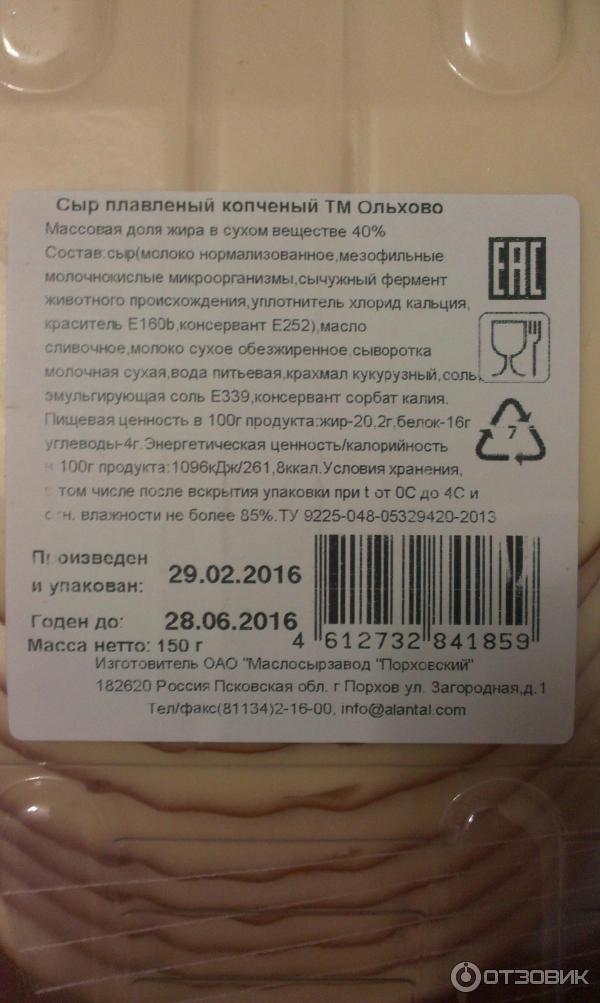 Сыр плавленый копченый ТМ Ольхово
Массовая доля жира в сухом веществе 40%
Состав:сыр(молоко нормализованное,мезофильные
молочнокислые микроорганизмы,сычужный фермент
животного происхождения,уплотнитель хлорид кальция,
краситель Е160b,консервант Е252),масло
сливочное,молоко сухое обезжиренное,сыворотка
молочная сухая,вода питьевая,крахмал кукурузный,соль,
эмульгирующая соль Е339,консервант сорбат калия.
Пищевая ценность в 100г продукта:жир-20,2г,белок-16г
углеводы-4г.Энергетическая ценность/калорийность
в 100г продукта:1096кДж/261,8ккал.Условия хранения,
в том числе после вскрытия упаковки при t от 0С до 4С и
отн. влажности не более 85%.ТУ 9225-048-05329420-2013
EAC
7
Произведен
и упакован: 29.02.2016
Годен до: 28.06.2016
Масса нетто: 150 г
4 612732 841859
Изготовитель ОАО "Маслосырзавод "Порховский"
182620 Россия Псковская обл. г Порхов ул. Загородная,д.1
Тел/факс(81134)2-16-00, info@alantal.com
ОТЗОВИК